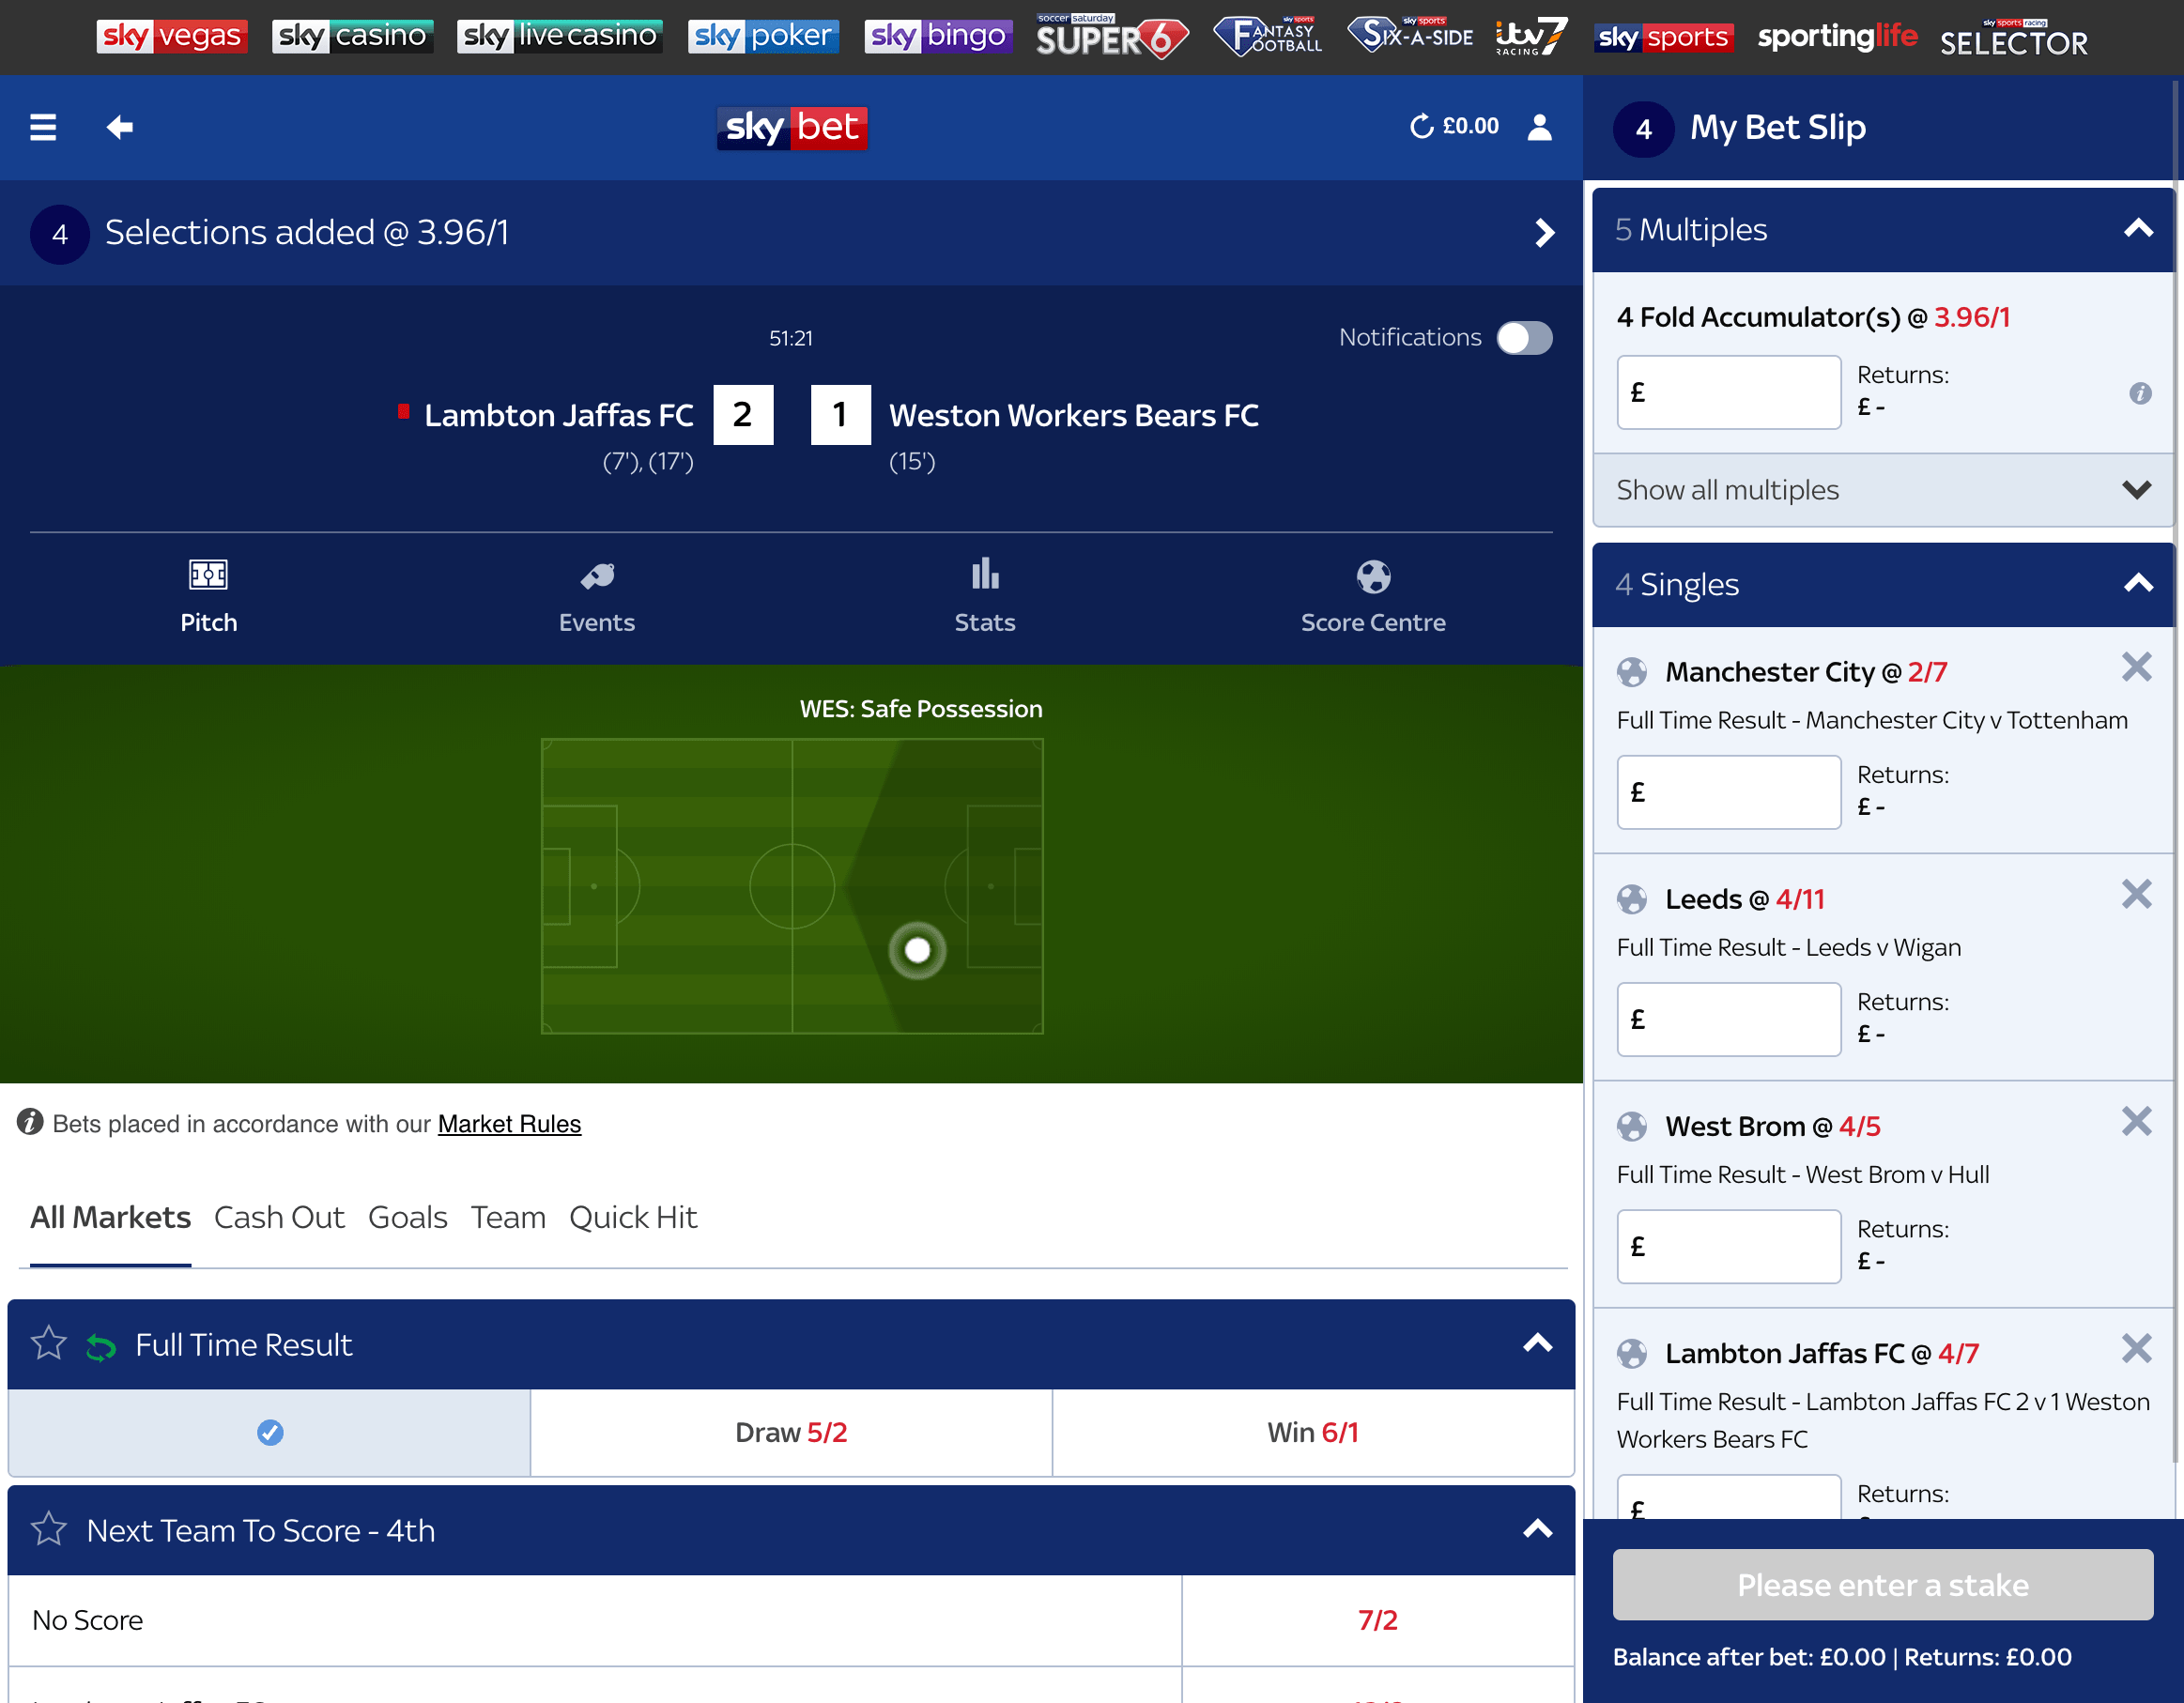 sky vegas sky casino sky live casino sky poker sky bingo soccer saturday SUPER 6 sky sports FANTASY FOOTBALL sky sports SIX-A-SIDE itv7 RACING sky sports sportinglife sky sports racing SELECTOR
sky bet
£0.00
4 Selections added @ 3.96/1
51:21
Notifications
Lambton Jaffas FC 2 1 Weston Workers Bears FC
(7'), (17') (15')
Pitch Events Stats Score Centre
WES: Safe Possession
Bets placed in accordance with our Market Rules
All Markets Cash Out Goals Team Quick Hit
Full Time Result
Draw 5/2 Win 6/1
Next Team To Score - 4th
No Score 7/2
4 My Bet Slip
5 Multiples
4 Fold Accumulator(s) @ 3.96/1
£ Returns:
£ -
Show all multiples
4 Singles
Manchester City @ 2/7
Full Time Result - Manchester City v Tottenham
£ Returns:
£ -
Leeds @ 4/11
Full Time Result - Leeds v Wigan
£ Returns:
£ -
West Brom @ 4/5
Full Time Result - West Brom v Hull
£ Returns:
£ -
Lambton Jaffas FC @ 4/7
Full Time Result - Lambton Jaffas FC 2 v 1 Weston
Workers Bears FC
£ Returns:
Please enter a stake
Balance after bet: £0.00 | Returns: £0.00